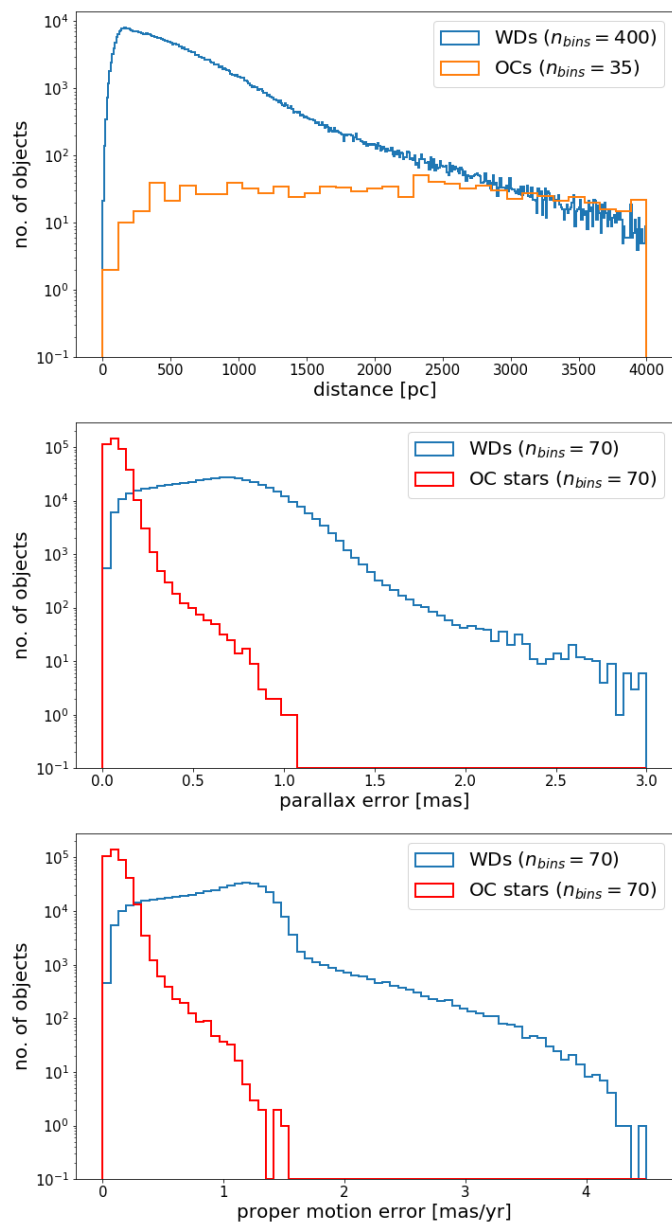 WDs (n_bins = 400)
OCs (n_bins = 35)
no. of objects
10^4
10^3
10^2
10^1
10^0
10^-1
0 500 1000 1500 2000 2500 3000 3500 4000
distance [pc]
WDs (n_bins = 70)
OC stars (n_bins = 70)
no. of objects
10^5
10^4
10^3
10^2
10^1
10^0
10^-1
0.0 0.5 1.0 1.5 2.0 2.5 3.0
parallax error [mas]
WDs (n_bins = 70)
OC stars (n_bins = 70)
no. of objects
10^5
10^4
10^3
10^2
10^1
10^0
10^-1
0 1 2 3 4
proper motion error [mas/yr]